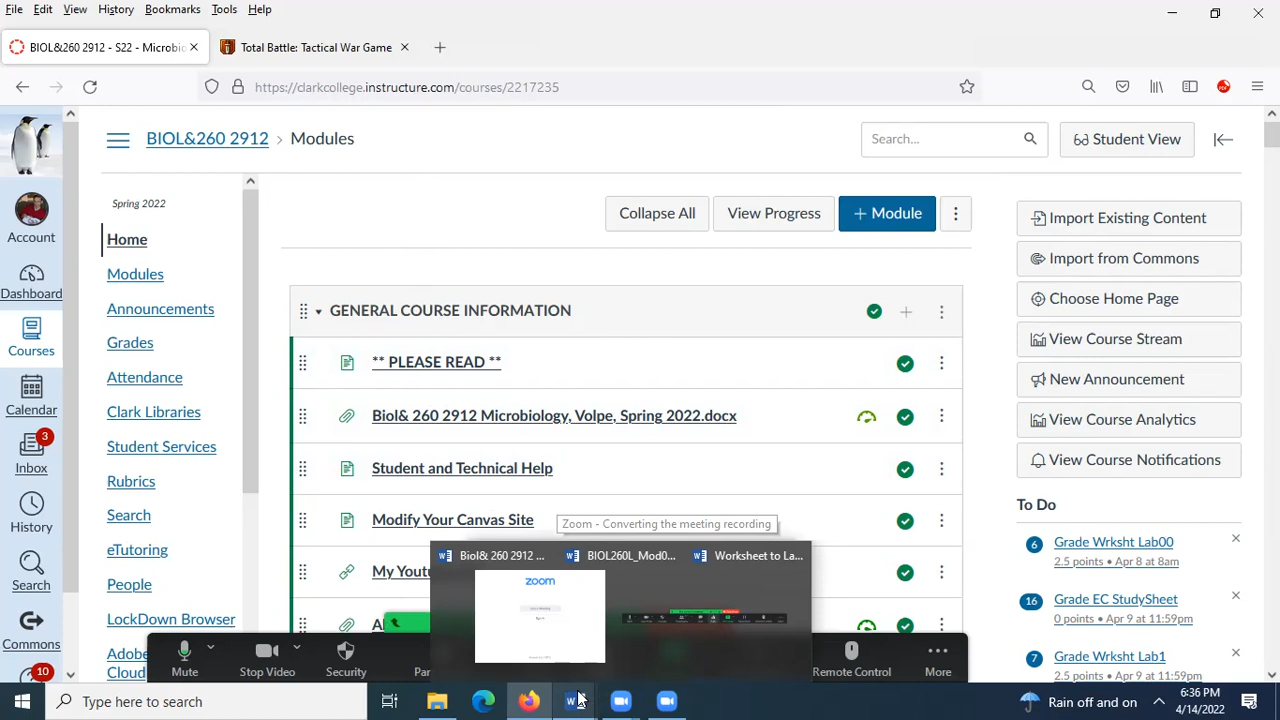 File Edit View History Bookmarks Tools Help
BIOL&260 2912 - S22 - Microbio
Total Battle: Tactical War Game
https://clarkcollege.instructure.com/courses/2217235
BIOL&260 2912 › Modules
Search...
Student View
Spring 2022
Home
Modules
Announcements
Grades
Attendance
Clark Libraries
Student Services
Rubrics
Search
eTutoring
People
LockDown Browser
Adobe
Cloud
Account
Dashboard
Courses
Calendar
3
Inbox
History
Search
Commons
10
Collapse All
View Progress
+ Module
GENERAL COURSE INFORMATION
** PLEASE READ **
Biol& 260 2912 Microbiology, Volpe, Spring 2022.docx
Student and Technical Help
Modify Your Canvas Site
My Youtu
Import Existing Content
Import from Commons
Choose Home Page
View Course Stream
New Announcement
View Course Analytics
View Course Notifications
To Do
6
Grade Wrksht Lab00
2.5 points • Apr 8 at 8am
16
Grade EC StudySheet
0 points • Apr 9 at 11:59pm
7
Grade Wrksht Lab1
2.5 points • Apr 9 at 11:59pm
Zoom - Converting the meeting recording
Biol& 260 2912 ...
BIOL260L_Mod0...
Worksheet to La...
zoom
Mute
Stop Video
Security
Par
Remote Control
More
Type here to search
Rain off and on
6:36 PM
4/14/2022